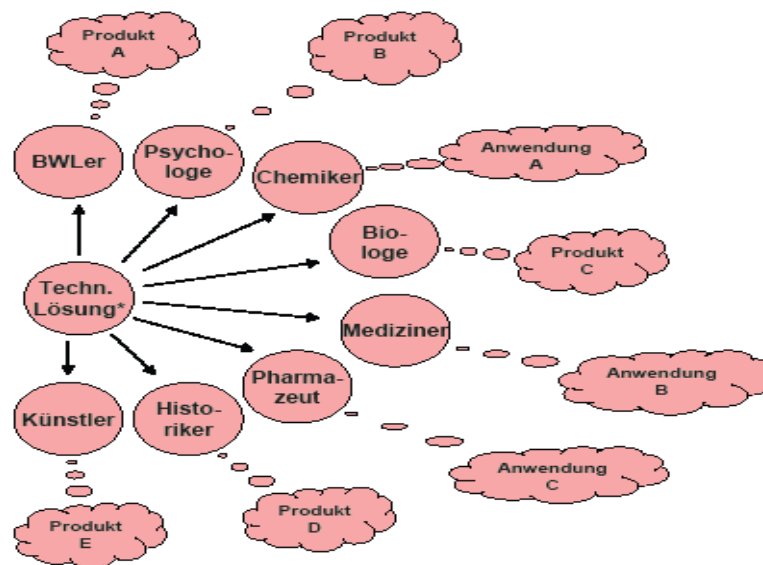 Produkt
A
Produkt
B
BWLer
Psycho-
loge
Chemiker
Anwendung
A
Bio-
loge
Produkt
C
Techn.
Lösung*
Mediziner
Anwendung
B
Pharma-
zeut
Künstler
Histo-
riker
Anwendung
C
Produkt
D
Produkt
E